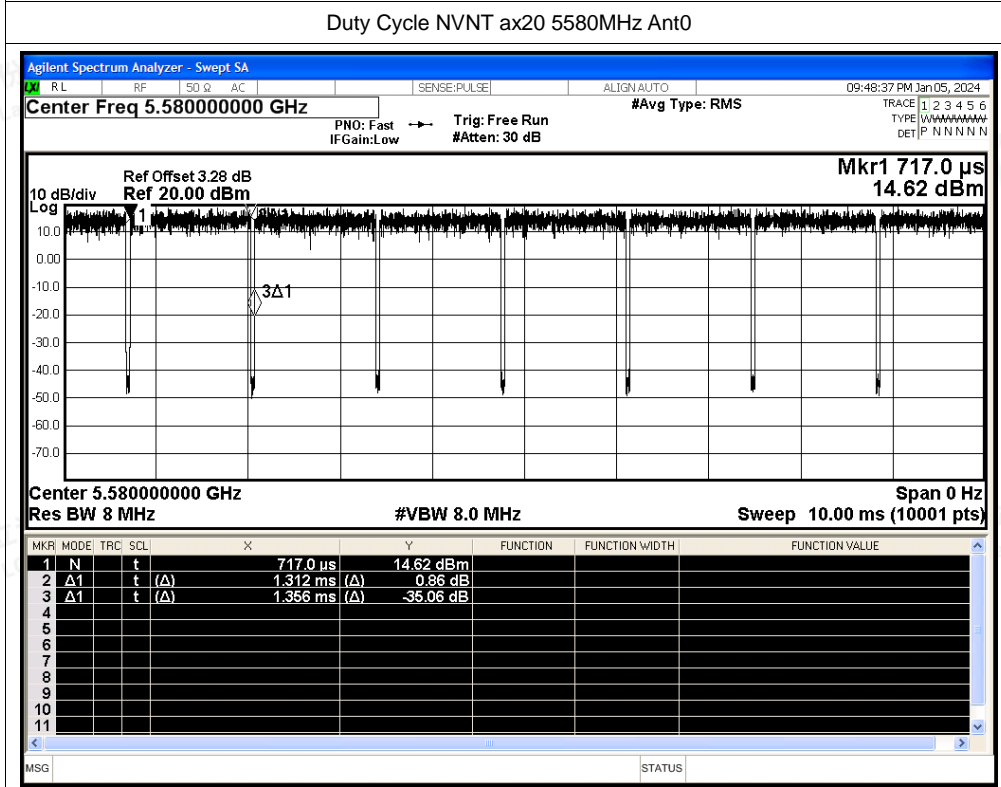 Duty Cycle NVNT ax20 5580MHz Ant0
Agilent Spectrum Analyzer - Swept SA
LXI RL RF 50 Ω AC SENSE:PULSE ALIGN AUTO 09:48:37 PM Jan 05, 2024
Center Freq 5.580000000 GHz #Avg Type: RMS TRACE 1 2 3 4 5 6
PNO: Fast Trig: Free Run TYPE
IFGain:Low #Atten: 30 dB DET P N N N N N
Mkr1 717.0 µs
Ref Offset 3.28 dB
10 dB/div Ref 20.00 dBm 14.62 dBm
Log
1
10.0
0.00
-10.0
3Δ1
-20.0
-30.0
-40.0
-50.0
-60.0
-70.0
Center 5.580000000 GHz Span 0 Hz
Res BW 8 MHz #VBW 8.0 MHz Sweep 10.00 ms (10001 pts)
MKR MODE TRC SCL X Y FUNCTION FUNCTION WIDTH FUNCTION VALUE
1 N t 717.0 µs 14.62 dBm
2 Δ1 t (Δ) 1.312 ms (Δ) 0.86 dB
3 Δ1 t (Δ) 1.356 ms (Δ) -35.06 dB
4
5
6
7
8
9
10
11
MSG STATUS